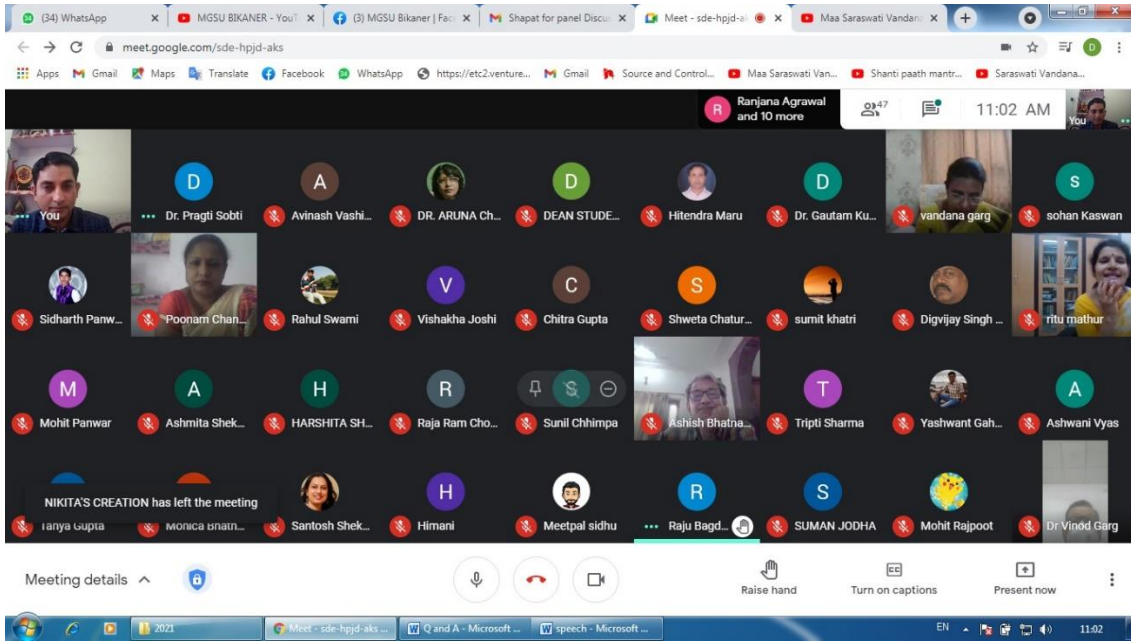 (34) WhatsApp
MGSU BIKANER - YouT
(3) MGSU Bikaner | Fac
Shapat for panel Discus
Meet - sde-hpjd-ak
Maa Saraswati Vandan
meet.google.com/sde-hpjd-aks
Apps Gmail Maps Translate Facebook WhatsApp https://etc2.venture... Gmail Source and Control... Maa Saraswati Van... Shanti paath mantr... Saraswati Vandana...
R Ranjana Agrawal
and 10 more
47
11:02 AM
You
D A D D s
You Dr. Pragti Sobti Avinash Vashi... DR. ARUNA Ch... DEAN STUDE... Hitendra Maru Dr. Gautam Ku... vandana garg sohan Kaswan
V C S
Sidharth Panw... Poonam Chan... Rahul Swami Vishakha Joshi Chitra Gupta Shweta Chatur... sumit khatri Digvijay Singh ... ritu mathur
M A H R S T A
Mohit Panwar Ashmita Shek... HARSHITA SH... Raja Ram Cho... Sunil Chhimpa Ashish Bhatna... Tripti Sharma Yashwant Gah... Ashwani Vyas
H R S
NIKITA'S CREATION has left the meeting
Tanya Gupta Monica Bhatn... Santosh Shek... Himani Meetpal sidhu Raju Bagd... SUMAN JODHA Mohit Rajpoot Dr Vinod Garg
Meeting details
Raise hand
CC
Turn on captions
Present now
2021
Meet - sde-hpjd-aks ...
Q and A - Microsoft ...
speech - Microsoft ...
EN
11:02